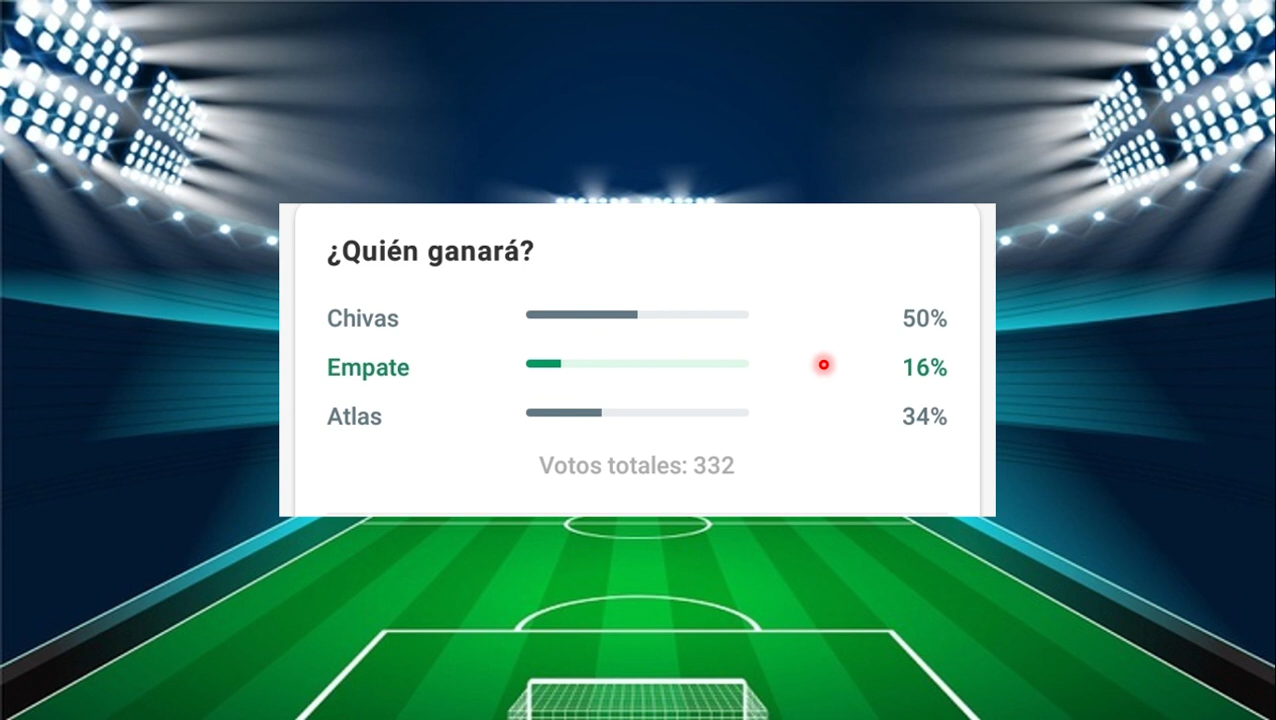 ¿Quién ganará?
Chivas 50%
Empate 16%
Atlas 34%
Votos totales: 332